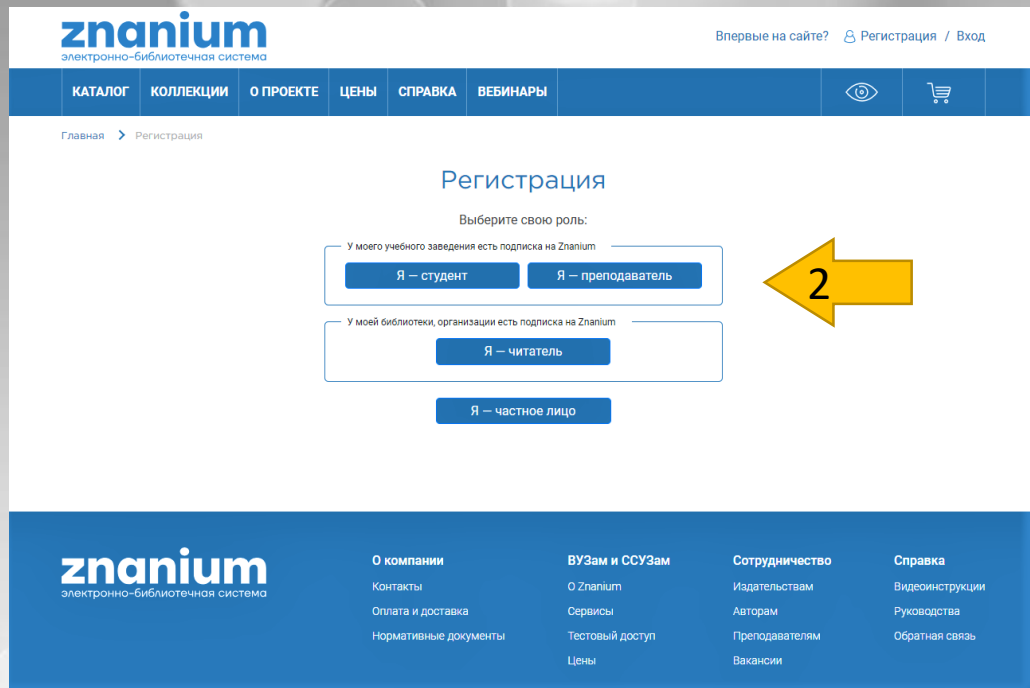 znanium
электронно-библиотечная система
Впервые на сайте? Регистрация / Вход
КАТАЛОГ КОЛЛЕКЦИИ О ПРОЕКТЕ ЦЕНЫ СПРАВКА ВЕБИНАРЫ
Главная > Регистрация
Регистрация
Выберите свою роль:
У моего учебного заведения есть подписка на Znanium
Я — студент Я — преподаватель
2
У моей библиотеки, организации есть подписка на Znanium
Я — читатель
Я — частное лицо
znanium
электронно-библиотечная система
О компании
Контакты
Оплата и доставка
Нормативные документы
ВУЗам и ССУЗам
О Znanium
Сервисы
Тестовый доступ
Цены
Сотрудничество
Издательствам
Авторам
Преподавателям
Вакансии
Справка
Видеоинструкции
Руководства
Обратная связь